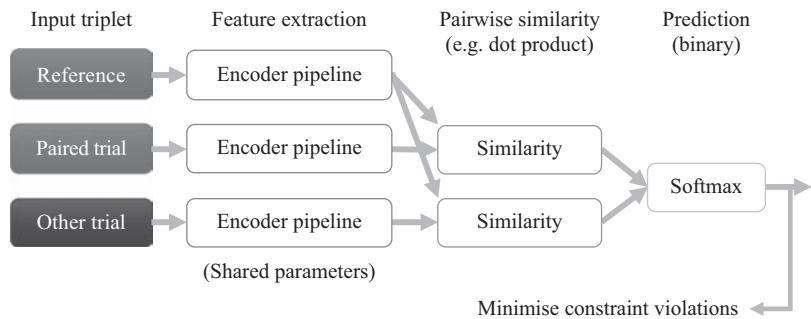 Input triplet
Feature extraction
Pairwise similarity
(e.g. dot product)
Prediction
(binary)
Reference
Encoder pipeline
Paired trial
Encoder pipeline
Similarity
Softmax
Other trial
Encoder pipeline
Similarity
(Shared parameters)
Minimise constraint violations